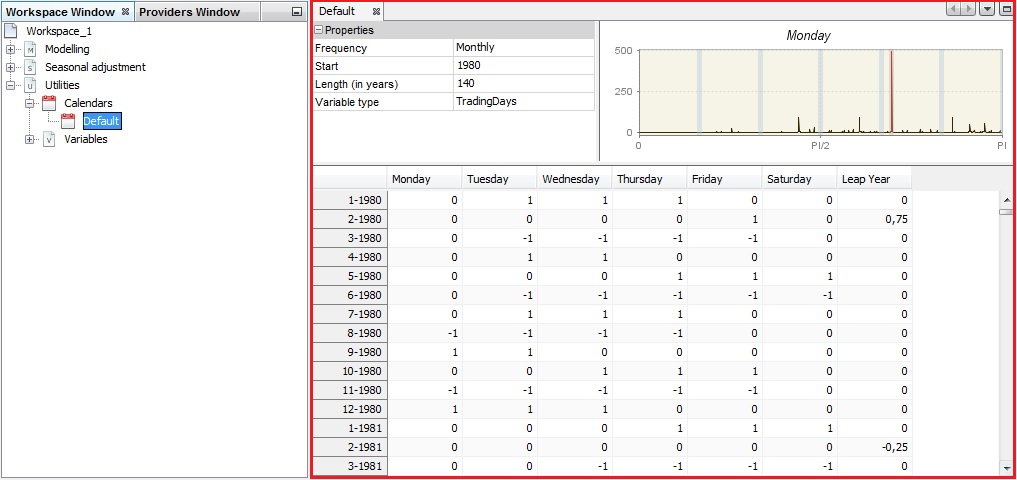 Workspace Window Providers Window
Workspace_1
M Modelling
S Seasonal adjustment
U Utilities
Calendars
Default
V Variables
Default
Properties
Frequency Monthly
Start 1980
Length (in years) 140
Variable type TradingDays
Monday
500
250
0
0 PI/2 PI
Monday Tuesday Wednesday Thursday Friday Saturday Leap Year
1-1980 0 1 1 1 0 0 0
2-1980 0 0 0 0 1 0 0,75
3-1980 0 -1 -1 -1 -1 0 0
4-1980 0 1 1 0 0 0 0
5-1980 0 0 0 1 1 1 0
6-1980 0 -1 -1 -1 -1 -1 0
7-1980 0 1 1 1 0 0 0
8-1980 -1 -1 -1 -1 0 0 0
9-1980 1 1 0 0 0 0 0
10-1980 0 0 1 1 1 0 0
11-1980 -1 -1 -1 -1 -1 0 0
12-1980 1 1 1 0 0 0 0
1-1981 0 0 0 1 1 1 0
2-1981 0 0 0 0 0 0 -0,25
3-1981 0 0 -1 -1 -1 -1 0